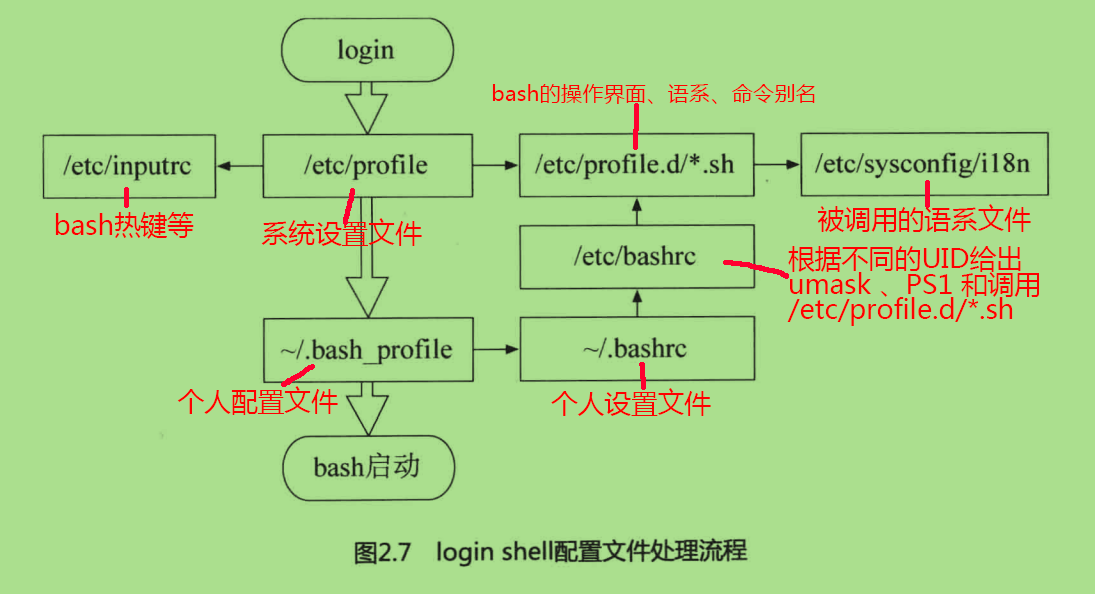 login
bash的操作界面、语系、命令别名
/etc/inputrc
/etc/profile
/etc/profile.d/*.sh
/etc/sysconfig/i18n
bash热键等
系统设置文件
被调用的语系文件
/etc/bashrc
根据不同的UID给出
umask 、PS1 和调用
/etc/profile.d/*.sh
~/.bash_profile
~/.bashrc
个人配置文件
个人设置文件
bash启动
图2.7 login shell配置文件处理流程